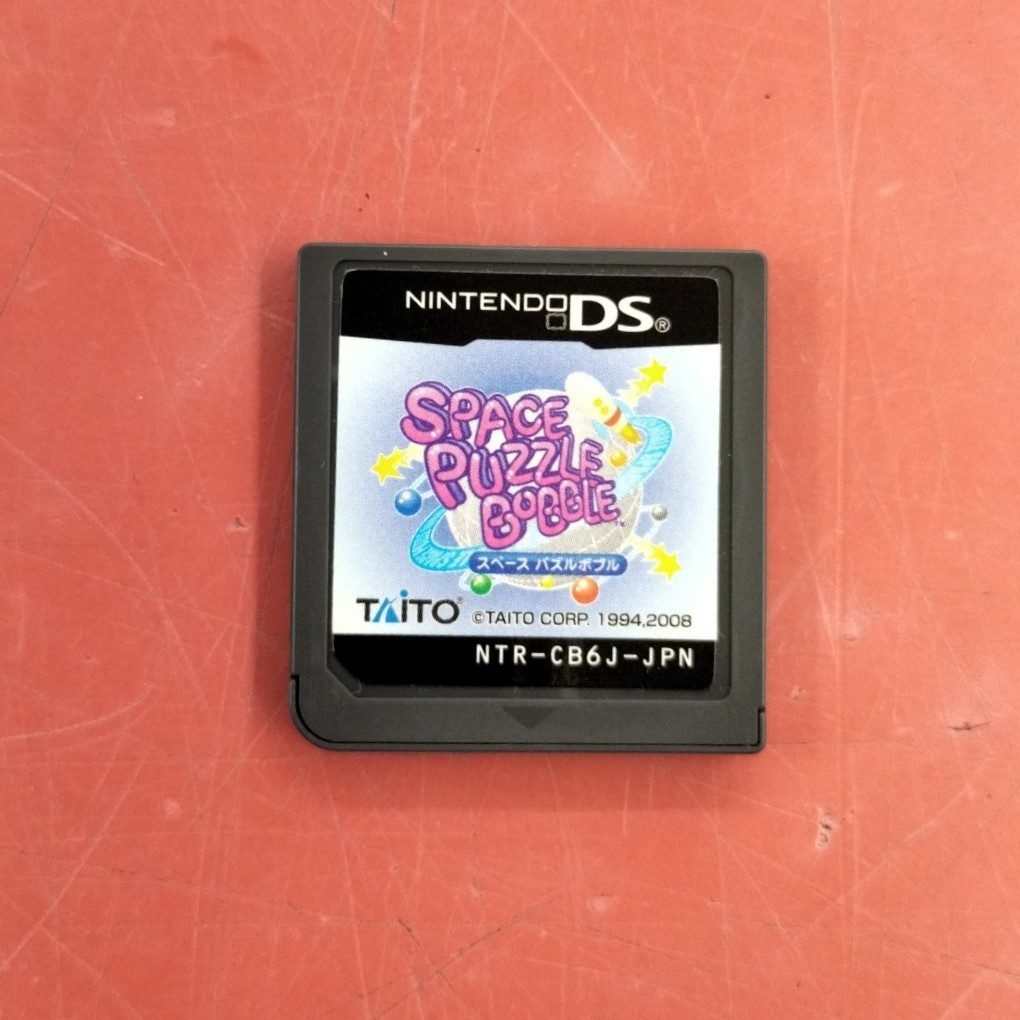 NINTENDO DS®
SPACE
PUZZLE
BOBBLE™
スペース パズルボブル
TAITO®
©TAITO CORP. 1994,2008
NTR-CB6J-JPN